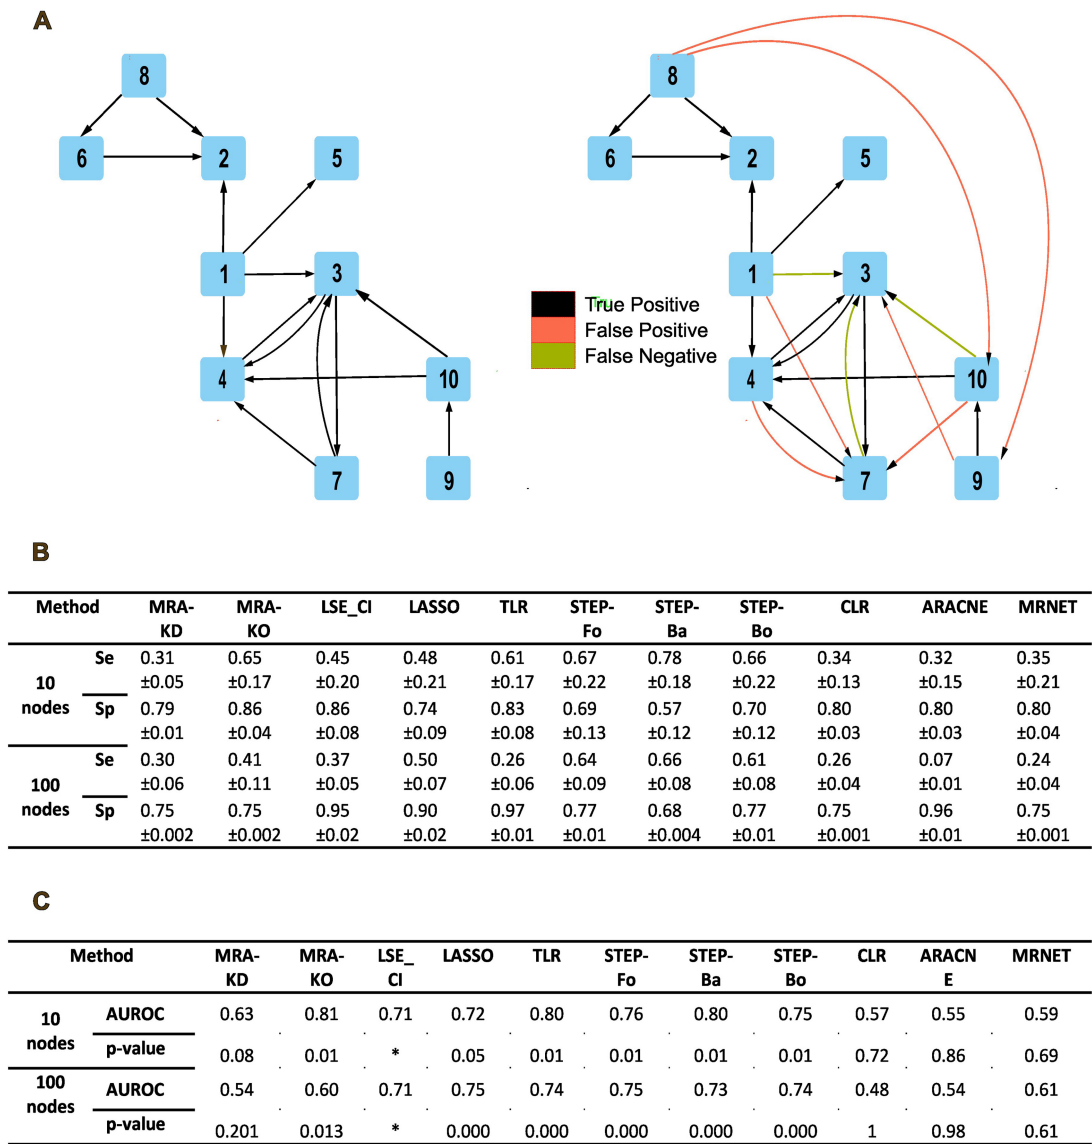 A
8
8
6
2
5
6
2
5
1
3
1
3
True Positive
False Positive
False Negative
4
10
4
10
7
9
7
9
B
Method MRA- MRA- LSE_CI LASSO TLR STEP- STEP- STEP- CLR ARACNE MRNET
KD KO Fo Ba Bo
Se 0.31 0.65 0.45 0.48 0.61 0.67 0.78 0.66 0.34 0.32 0.35
10 ±0.05 ±0.17 ±0.20 ±0.21 ±0.17 ±0.22 ±0.18 ±0.22 ±0.13 ±0.15 ±0.21
nodes Sp 0.79 0.86 0.86 0.74 0.83 0.69 0.57 0.70 0.80 0.80 0.80
±0.01 ±0.04 ±0.08 ±0.09 ±0.08 ±0.13 ±0.12 ±0.12 ±0.03 ±0.03 ±0.04
Se 0.30 0.41 0.37 0.50 0.26 0.64 0.66 0.61 0.26 0.07 0.24
100 ±0.06 ±0.11 ±0.05 ±0.07 ±0.06 ±0.09 ±0.08 ±0.08 ±0.04 ±0.01 ±0.04
nodes Sp 0.75 0.75 0.95 0.90 0.97 0.77 0.68 0.77 0.75 0.96 0.75
±0.002 ±0.002 ±0.02 ±0.02 ±0.01 ±0.01 ±0.004 ±0.01 ±0.001 ±0.01 ±0.001
C
Method MRA- MRA- LSE_ LASSO TLR STEP- STEP- STEP- CLR ARACN MRNET
KD KO CI Fo Ba Bo E
10 AUROC 0.63 0.81 0.71 0.72 0.80 0.76 0.80 0.75 0.57 0.55 0.59
nodes p-value 0.08 0.01 * 0.05 0.01 0.01 0.01 0.01 0.72 0.86 0.69
100 AUROC 0.54 0.60 0.71 0.75 0.74 0.75 0.73 0.74 0.48 0.54 0.61
nodes p-value 0.201 0.013 * 0.000 0.000 0.000 0.000 0.000 1 0.98 0.61